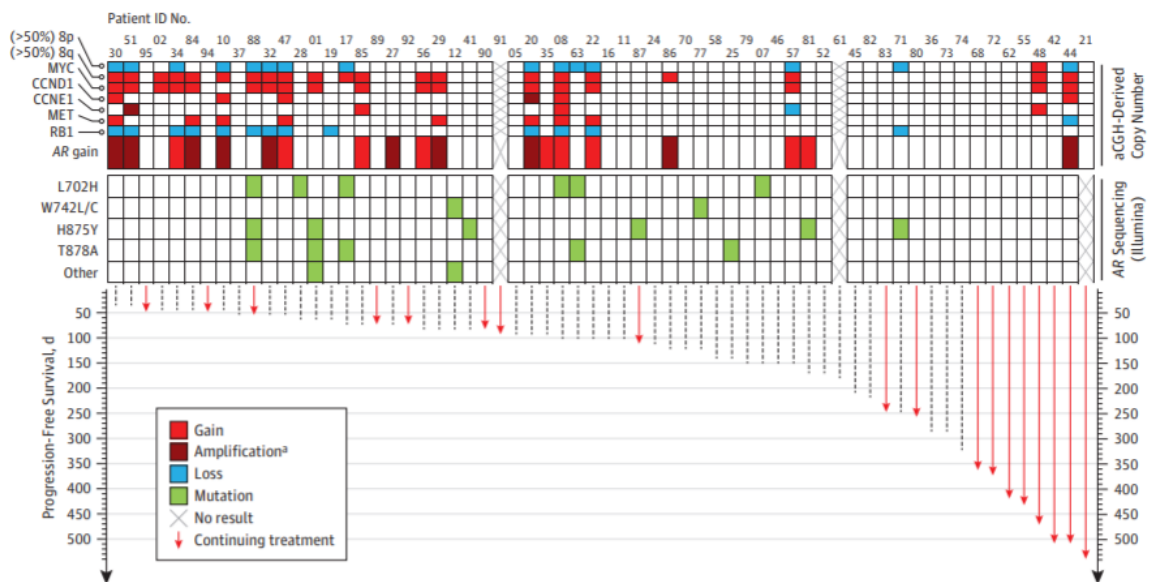 Patient ID No.
(>50%) 8p
51 02 84 10 88 47 01 17 89 92 29 41 91 20 08 22 11 24 70 58 79 46 81 61 82 71 36 74 72 55 42 21
(>50%) 8q
30 95 34 94 37 32 28 19 85 27 56 12 90 05 35 63 16 87 86 77 25 07 57 52 45 83 80 73 68 62 48 44
MYC
CCND1
CCNE1
MET
RB1
AR gain
aCGH-Derived
Copy Number
L702H
W742L/C
H875Y
T878A
Other
AR Sequencing
(Illumina)
Progression-Free Survival, d
50
100
150
200
250
300
350
400
450
500
Gain
Amplificationa
Loss
Mutation
No result
Continuing treatment
50
100
150
200
250
300
350
400
450
500